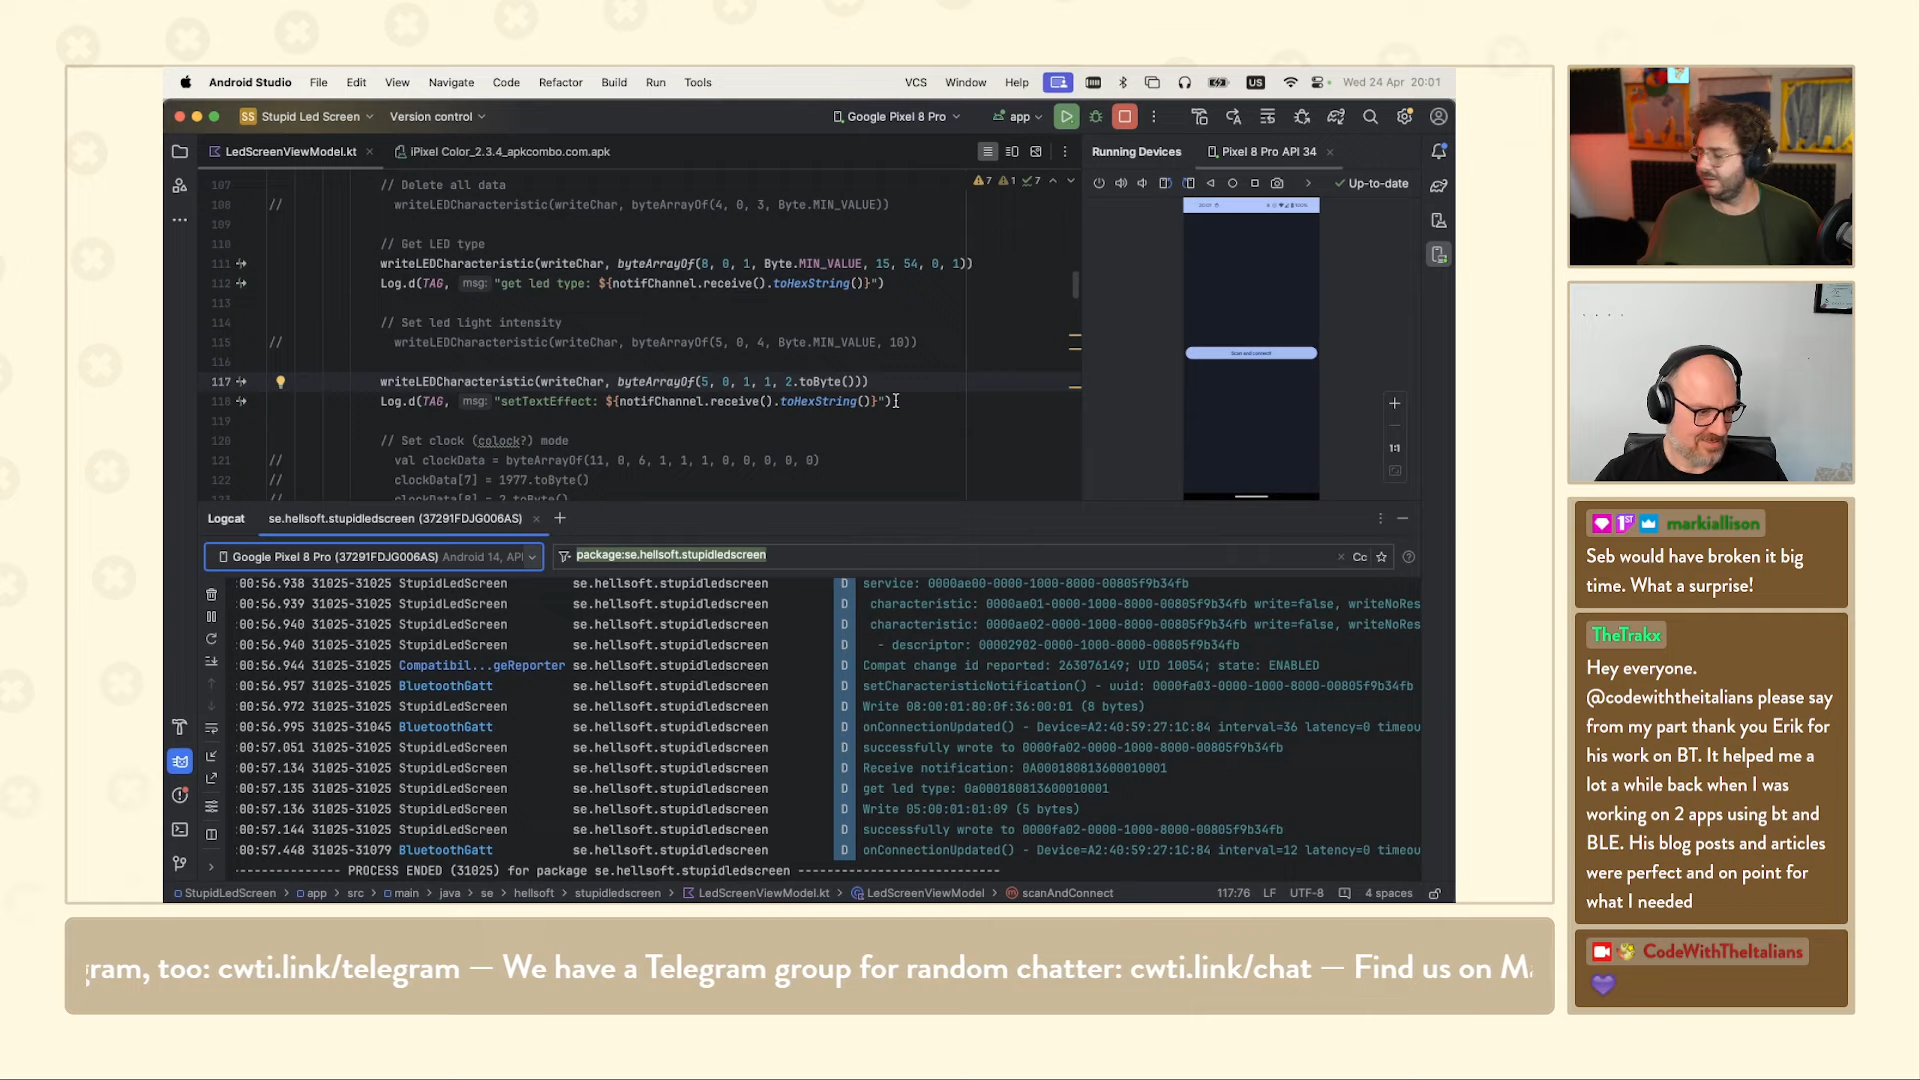 Android Studio File Edit View Navigate Code Refactor Build Run Tools VCS Window Help US Wed 24 Apr 20:01
SS Stupid Led Screen Version control Google Pixel 8 Pro app
LedScreenViewModel.kt iPixel Color_2.3.4_apkcombo.com.apk Running Devices Pixel 8 Pro API 34
7 1 7 Up-to-date
107 // Delete all data
108 // writeLEDCharacteristic(writeChar, byteArrayOf(4, 0, 3, Byte.MIN_VALUE))
109
110 // Get LED type
111 writeLEDCharacteristic(writeChar, byteArrayOf(8, 0, 1, Byte.MIN_VALUE, 15, 54, 0, 1))
112 Log.d(TAG, msg: "get led type: ${notifChannel.receive().toHexString()}")
113
114 // Set led light intensity
115 // writeLEDCharacteristic(writeChar, byteArrayOf(5, 0, 4, Byte.MIN_VALUE, 10))
116
117 writeLEDCharacteristic(writeChar, byteArrayOf(5, 0, 1, 1, 2.toByte()))
118 Log.d(TAG, msg: "setTextEffect: ${notifChannel.receive().toHexString()}")
119
120 // Set clock (colock?) mode
121 // val clockData = byteArrayOf(11, 0, 6, 1, 1, 1, 0, 0, 0, 0, 0)
122 // clockData[7] = 1977.toByte()
123 // clockData[8] = 2.toByte()
Scan and connect!
1:1
Logcat se.hellsoft.stupidledscreen (37291FDJG006AS)
Google Pixel 8 Pro (37291FDJG006AS) Android 14, API package:se.hellsoft.stupidledscreen Cc
:00:56.938 31025-31025 StupidLedScreen se.hellsoft.stupidledscreen D service: 0000ae00-0000-1000-8000-00805f9b34fb
:00:56.939 31025-31025 StupidLedScreen se.hellsoft.stupidledscreen D characteristic: 0000ae01-0000-1000-8000-00805f9b34fb write=false, writeNoRes
:00:56.940 31025-31025 StupidLedScreen se.hellsoft.stupidledscreen D characteristic: 0000ae02-0000-1000-8000-00805f9b34fb write=false, writeNoRes
:00:56.940 31025-31025 StupidLedScreen se.hellsoft.stupidledscreen D - descriptor: 00002902-0000-1000-8000-00805f9b34fb
:00:56.944 31025-31025 Compatibil...geReporter se.hellsoft.stupidledscreen D Compat change id reported: 263076149; UID 10054; state: ENABLED
:00:56.957 31025-31025 BluetoothGatt se.hellsoft.stupidledscreen D setCharacteristicNotification() - uuid: 0000fa03-0000-1000-8000-00805f9b34fb
:00:56.972 31025-31025 StupidLedScreen se.hellsoft.stupidledscreen D Write 08:00:01:80:0f:36:00:01 (8 bytes)
:00:56.995 31025-31045 BluetoothGatt se.hellsoft.stupidledscreen D onConnectionUpdated() - Device=A2:40:59:27:1C:84 interval=36 latency=0 timeou
:00:57.051 31025-31025 StupidLedScreen se.hellsoft.stupidledscreen D successfully wrote to 0000fa02-0000-1000-8000-00805f9b34fb
:00:57.134 31025-31025 StupidLedScreen se.hellsoft.stupidledscreen D Receive notification: 0A000180813600010001
:00:57.135 31025-31025 StupidLedScreen se.hellsoft.stupidledscreen D get led type: 0a000180813600010001
:00:57.136 31025-31025 StupidLedScreen se.hellsoft.stupidledscreen D Write 05:00:01:01:09 (5 bytes)
:00:57.144 31025-31025 StupidLedScreen se.hellsoft.stupidledscreen D successfully wrote to 0000fa02-0000-1000-8000-00805f9b34fb
:00:57.448 31025-31079 BluetoothGatt se.hellsoft.stupidledscreen D onConnectionUpdated() - Device=A2:40:59:27:1C:84 interval=12 latency=0 timeou
--------------- PROCESS ENDED (31025) for package se.hellsoft.stupidledscreen ----------------------------
StupidLedScreen > app > src > main > java > se > hellsoft > stupidledscreen > LedScreenViewModel.kt > LedScreenViewModel > scanAndConnect 117:76 LF UTF-8 4 spaces
1ST markiallison
Seb would have broken it big
time. What a surprise!
TheTrakx
Hey everyone.
@codewiththeitalians please say
from my part thank you Erik for
his work on BT. It helped me a
lot a while back when I was
working on 2 apps using bt and
BLE. His blog posts and articles
were perfect and on point for
what I needed
CodeWithTheItalians
gram, too: cwti.link/telegram — We have a Telegram group for random chatter: cwti.link/chat — Find us on Ma